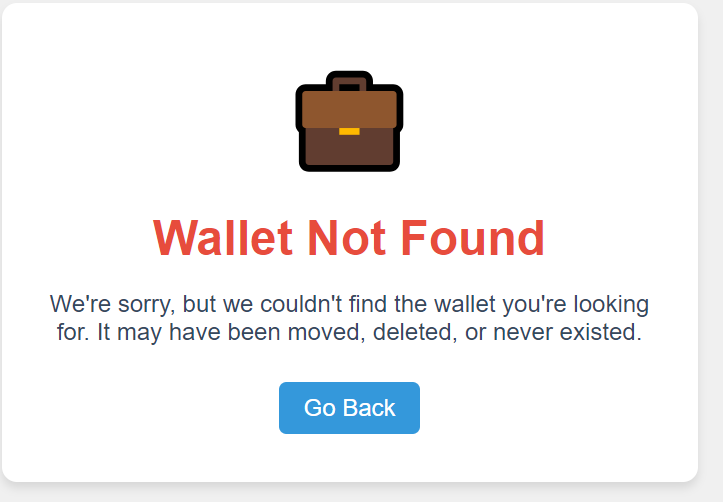 Wallet Not Found
We're sorry, but we couldn't find the wallet you're looking
for. It may have been moved, deleted, or never existed.
Go Back